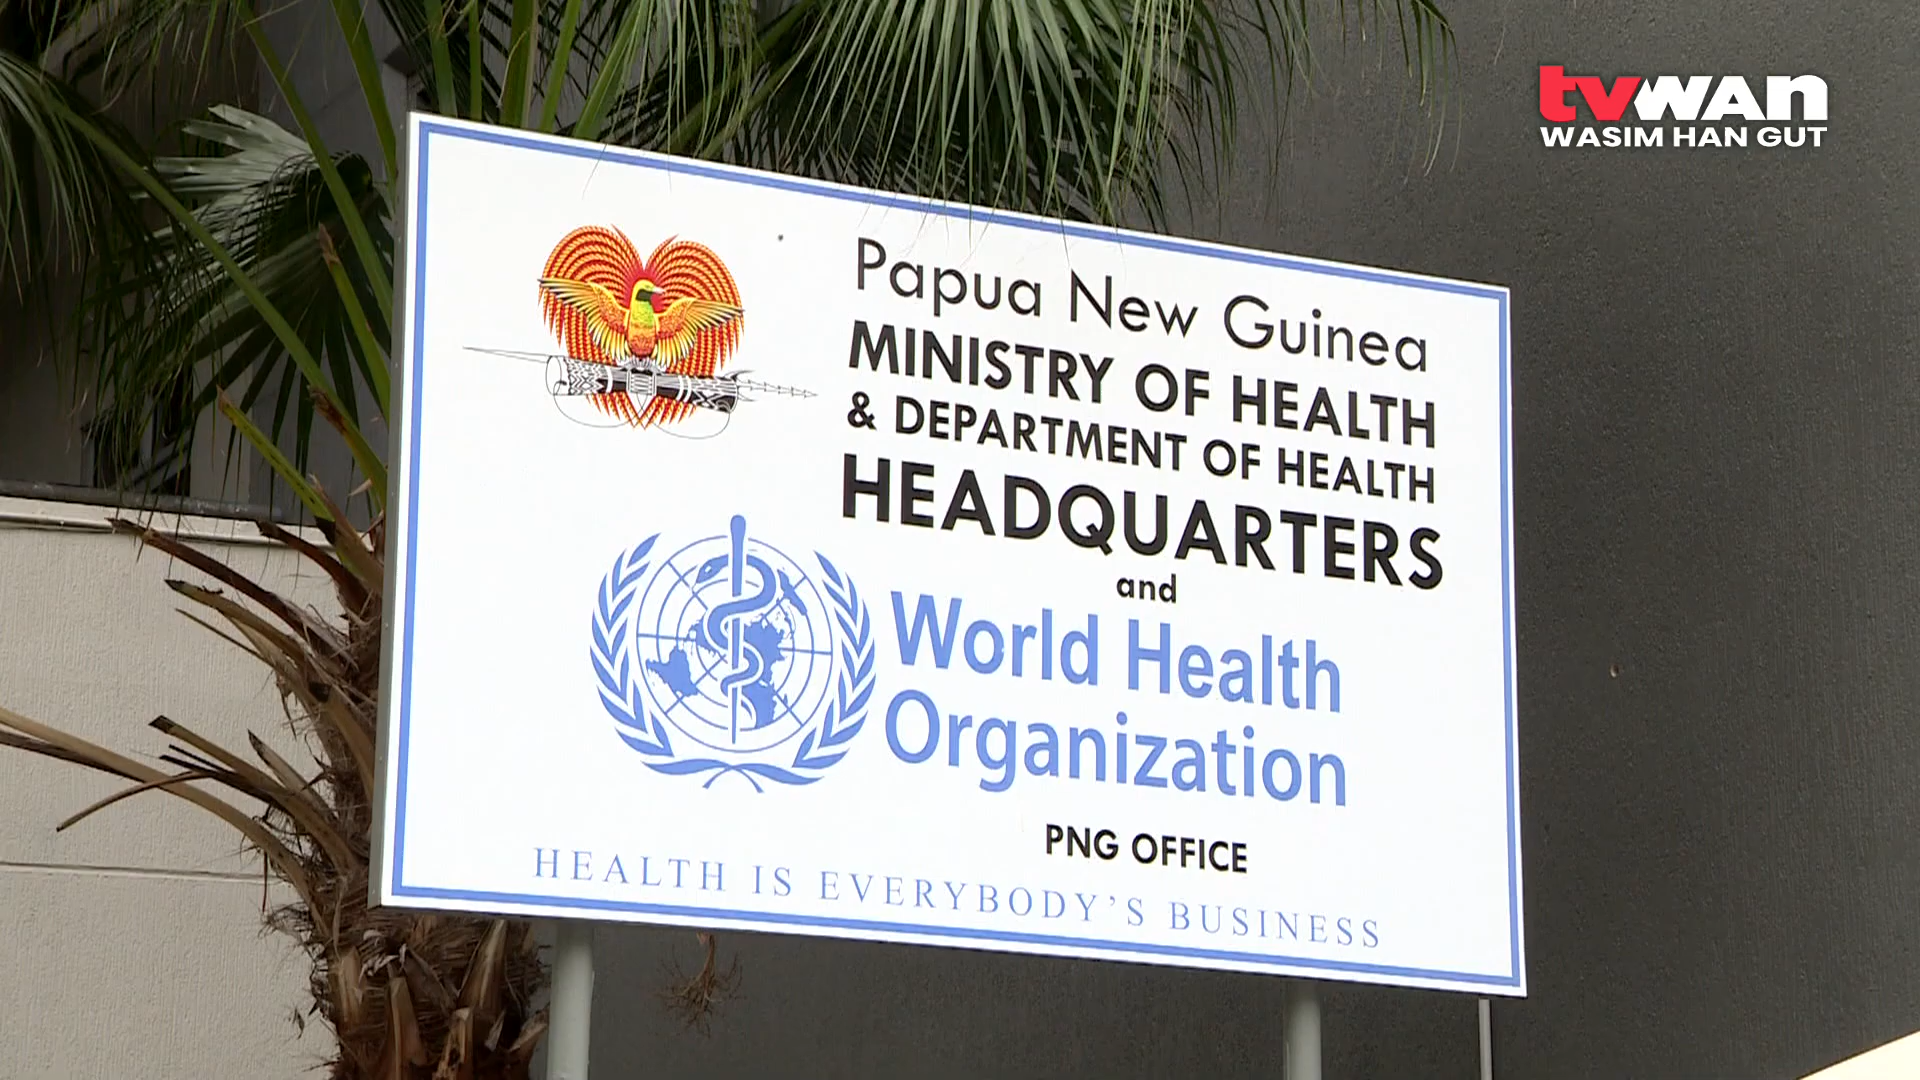 tvwan
WASIM HAN GUT
Papua New Guinea
MINISTRY OF HEALTH
& DEPARTMENT OF HEALTH
HEADQUARTERS
and
World Health
Organization
PNG OFFICE
HEALTH IS EVERYBODY'S BUSINESS